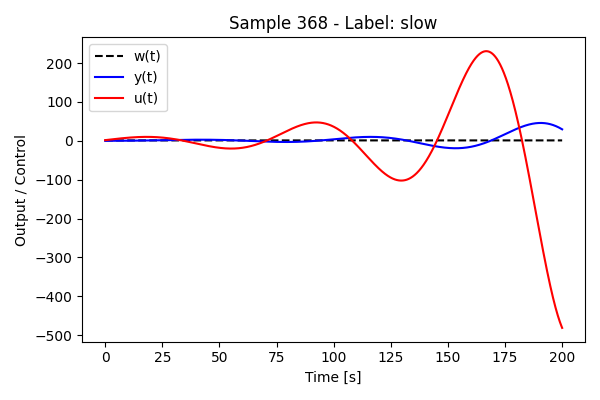 Sample 368 - Label: slow
w(t)
y(t)
u(t)
Output / Control
200
100
0
−100
−200
−300
−400
−500
0 25 50 75 100 125 150 175 200
Time [s]